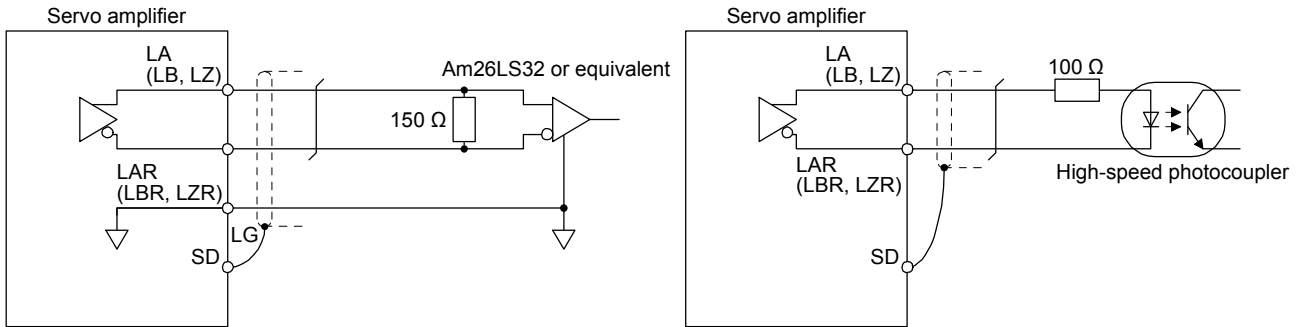 Servo amplifier
LA
(LB, LZ)
Am26LS32 or equivalent
150 Ω
LAR
(LBR, LZR)
LG
SD
Servo amplifier
LA
(LB, LZ)
100 Ω
LAR
(LBR, LZR)
High-speed photocoupler
SD